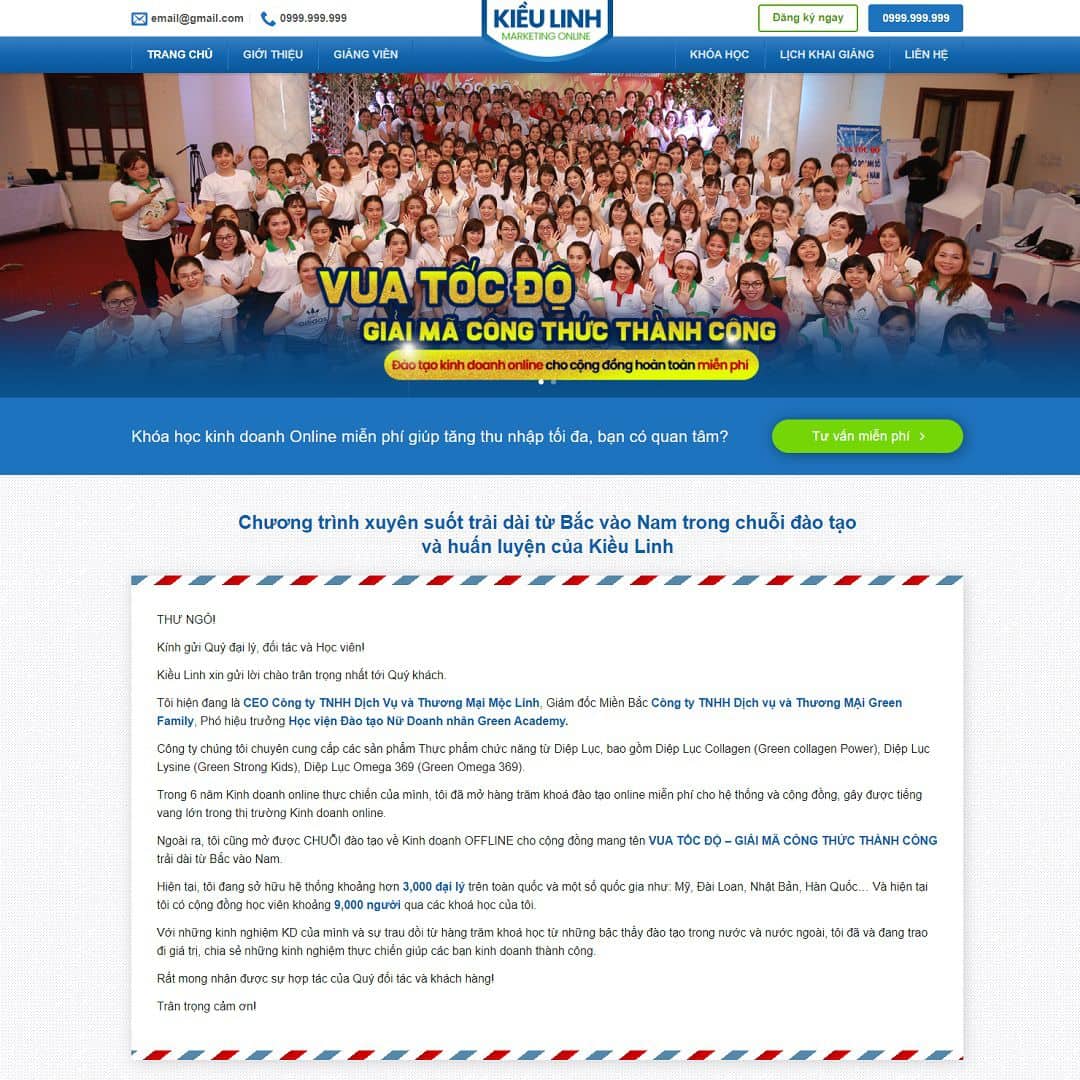 email@gmail.com
0999.999.999
KIỀU LINH
MARKETING ONLINE
Đăng ký ngay
0999.999.999
TRANG CHỦ
GIỚI THIỆU
GIẢNG VIÊN
KHÓA HỌC
LỊCH KHAI GIẢNG
LIÊN HỆ
VUA TỐC ĐỘ
VUA TỐC ĐỘ
GIẢI MÃ CÔNG THỨC THÀNH CÔNG
Đào tạo kinh doanh online cho cộng đồng hoàn toàn miễn phí
Khóa học kinh doanh Online miễn phí giúp tăng thu nhập tối đa, bạn có quan tâm?
Tư vấn miễn phí
Chương trình xuyên suốt trải dài từ Bắc vào Nam trong chuỗi đào tạo
và huấn luyện của Kiều Linh
THƯ NGỎ!
Kính gửi Quý đại lý, đối tác và Học viên!
Kiều Linh xin gửi lời chào trân trọng nhất tới Quý khách.
Tôi hiện đang là CEO Công ty TNHH Dịch Vụ và Thương Mại Mộc Linh, Giám đốc Miền Bắc Công ty TNHH Dịch vụ và Thương MẠi Green
Family, Phó hiệu trưởng Học viện Đào tạo Nữ Doanh nhân Green Academy.
Công ty chúng tôi chuyên cung cấp các sản phẩm Thực phẩm chức năng từ Diệp Lục, bao gồm Diệp Lục Collagen (Green collagen Power), Diệp Lục
Lysine (Green Strong Kids), Diệp Lục Omega 369 (Green Omega 369).
Trong 6 năm Kinh doanh online thực chiến của mình, tôi đã mở hàng trăm khoá đào tạo online miễn phí cho hệ thống và cộng đồng, gây được tiếng
vang lớn trong thị trường Kinh doanh online.
Ngoài ra, tôi cũng mở được CHUỖI đào tạo về Kinh doanh OFFLINE cho cộng đồng mang tên VUA TỐC ĐỘ – GIẢI MÃ CÔNG THỨC THÀNH CÔNG
trải dài từ Bắc vào Nam.
Hiện tại, tôi đang sở hữu hệ thống khoảng hơn 3,000 đại lý trên toàn quốc và một số quốc gia như: Mỹ, Đài Loan, Nhật Bản, Hàn Quốc… Và hiện tại
tôi có cộng đồng học viên khoảng 9,000 người qua các khoá học của tôi.
Với những kinh nghiệm KD của mình và sự trau dồi từ hàng trăm khoá học từ những bậc thầy đào tạo trong nước và nước ngoài, tôi đã và đang trao
đi giá trị, chia sẻ những kinh nghiệm thực chiến giúp các bạn kinh doanh thành công.
Rất mong nhận được sự hợp tác của Quý đối tác và khách hàng!
Trân trọng cảm ơn!